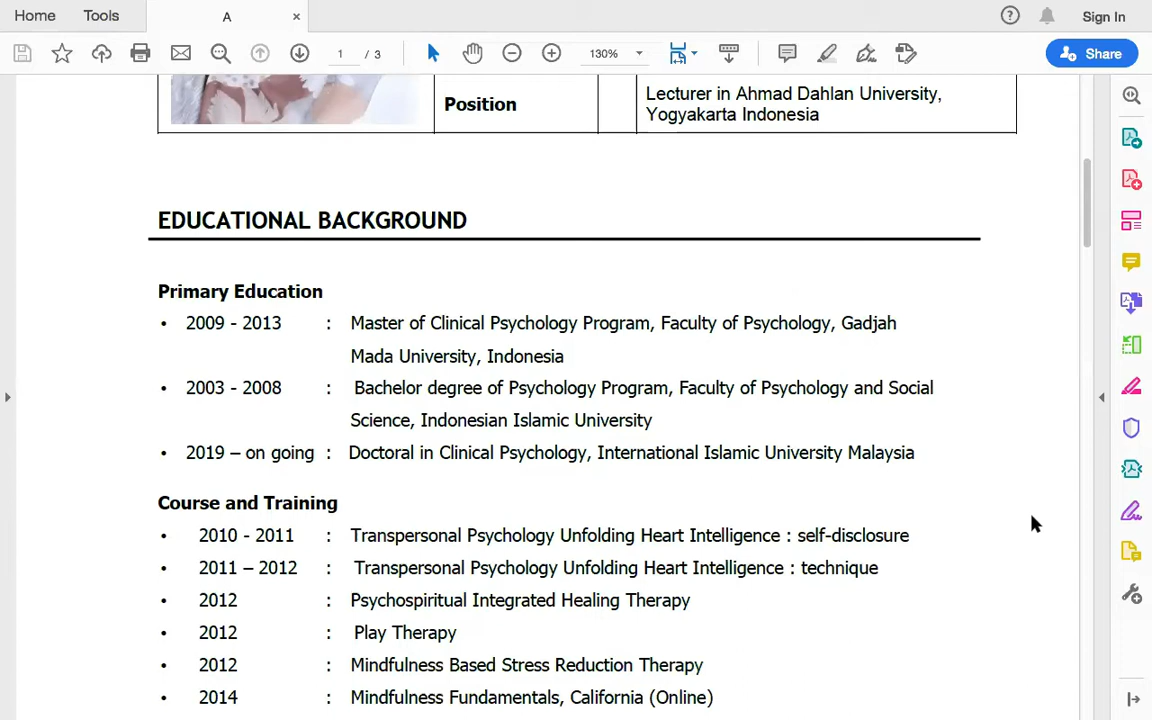 Home Tools A × Sign In
1 / 3 130% Share
Position
Lecturer in Ahmad Dahlan University,
Yogyakarta Indonesia
EDUCATIONAL BACKGROUND
Primary Education
• 2009 - 2013 : Master of Clinical Psychology Program, Faculty of Psychology, Gadjah
Mada University, Indonesia
• 2003 - 2008 : Bachelor degree of Psychology Program, Faculty of Psychology and Social
Science, Indonesian Islamic University
• 2019 – on going : Doctoral in Clinical Psychology, International Islamic University Malaysia
Course and Training
• 2010 - 2011 : Transpersonal Psychology Unfolding Heart Intelligence : self-disclosure
• 2011 – 2012 : Transpersonal Psychology Unfolding Heart Intelligence : technique
• 2012 : Psychospiritual Integrated Healing Therapy
• 2012 : Play Therapy
• 2012 : Mindfulness Based Stress Reduction Therapy
• 2014 : Mindfulness Fundamentals, California (Online)